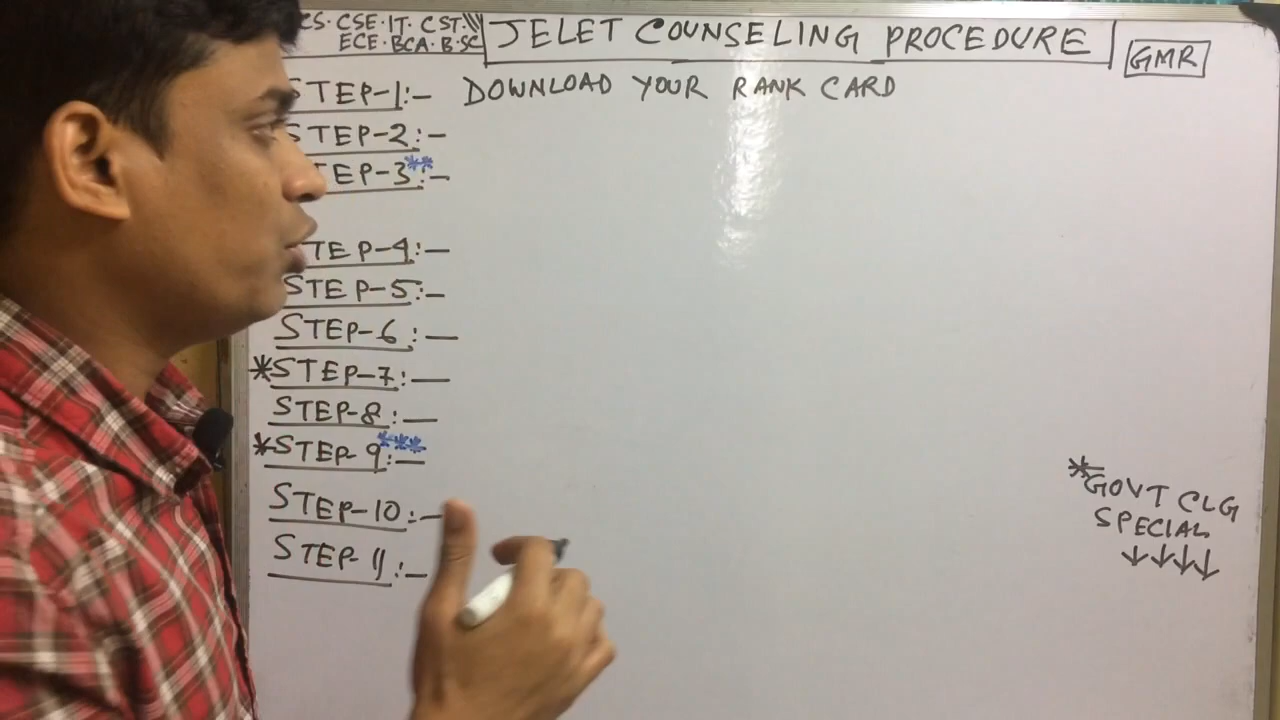 CS·CSE·IT·CST·\\\
ECE·BCA·B·SC
JELET COUNSELING PROCEDURE
GMR
STEP-1:- DOWNLOAD YOUR RANK CARD
STEP-2:-
TEP-3**:-
TEP-4:-
STEP-5:-
STEP-6:-
*STEP-7:-
STEP-8:-
*STEP-9***:-
STEP-10:-
STEP-11:-
*GOVT CLG
SPECIAL
↓↓↓↓